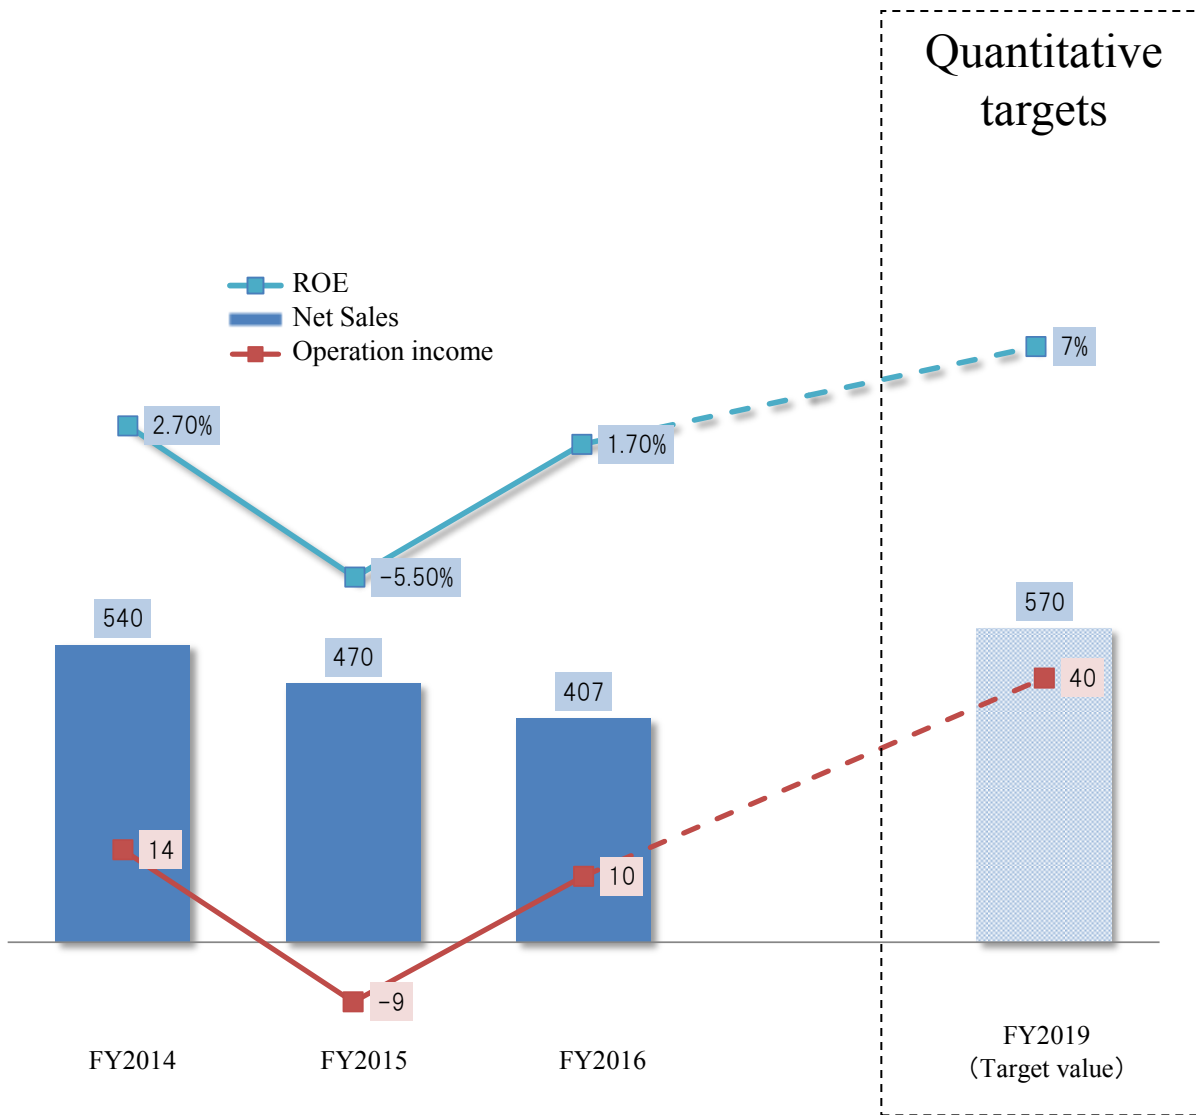 Quantitative
targets
ROE
Net Sales
Operation income
7%
2.70%
1.70%
-5.50%
540
570
470
40
407
14
10
-9
FY2014
FY2015
FY2016
FY2019
（Target value）